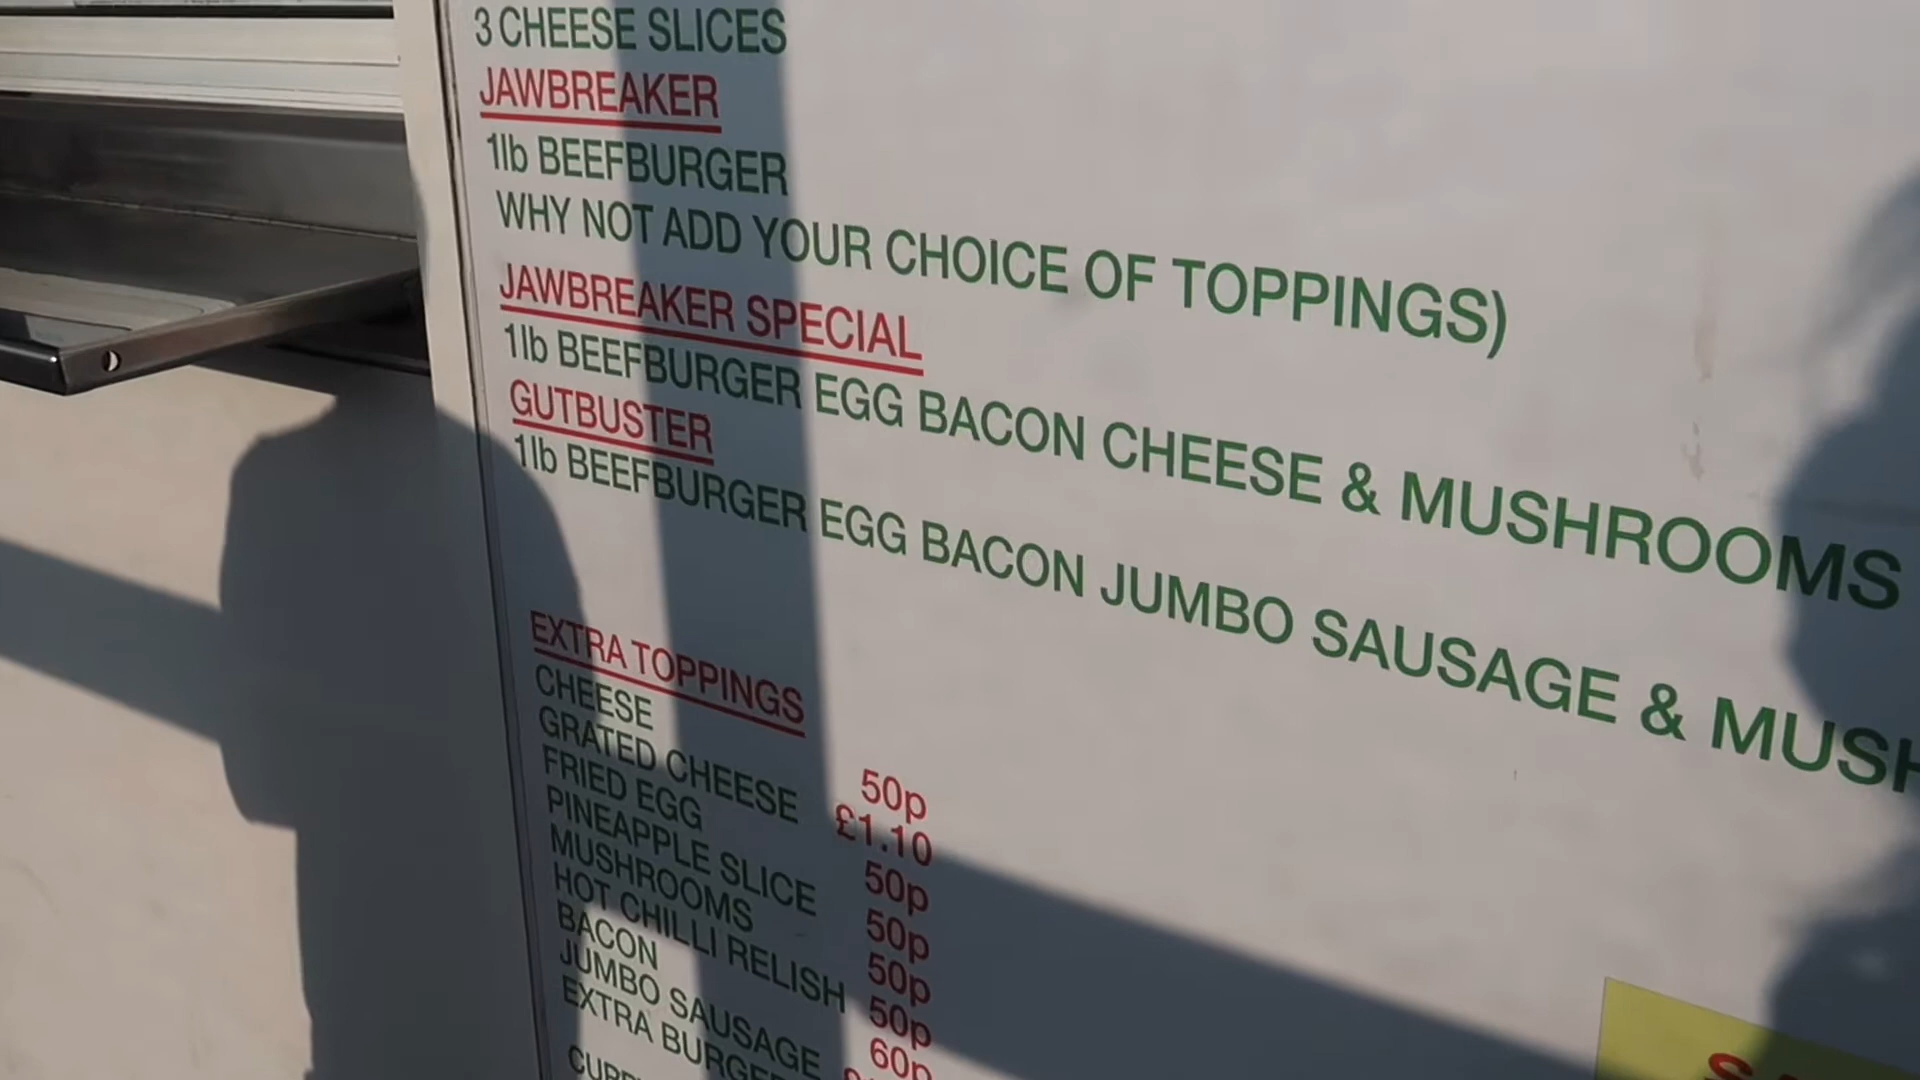 3 CHEESE SLICES
JAWBREAKER
1lb BEEFBURGER
WHY NOT ADD YOUR CHOICE OF TOPPINGS)
JAWBREAKER SPECIAL
1lb BEEFBURGER EGG BACON CHEESE & MUSHROOMS
GUTBUSTER
1lb BEEFBURGER EGG BACON JUMBO SAUSAGE &
EXTRA TOPPINGS
CHEESE 50p
GRATED CHEESE £1.10
FRIED EGG 50p
PINEAPPLE SLICE 50p
MUSHROOMS 50p
HOT CHILLI RELISH 50p
BACON 60p
JUMBO SAUSAGE
EXTRA